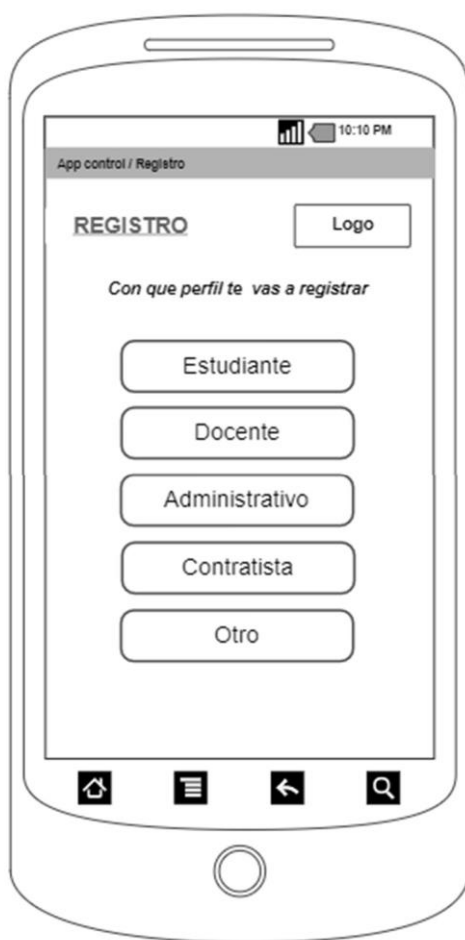 10:10 PM
App control / Registro
REGISTRO
Logo
Con que perfil te vas a registrar
Estudiante
Docente
Administrativo
Contratista
Otro